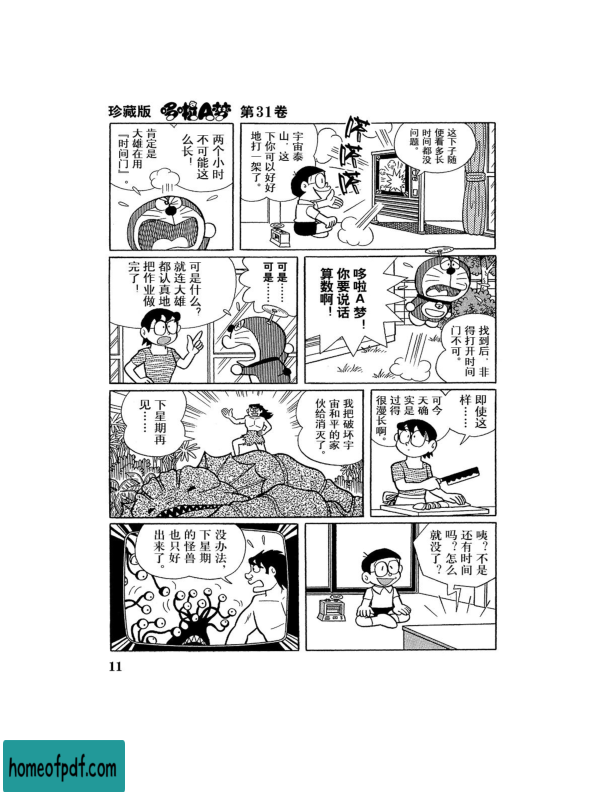 珍藏版 哆啦A梦 第31卷
这下子随
便看多长
时间都没
问题。
嗒
嗒
嗒
宇宙泰
山，这
下你可以好好
地打一架了。
两个小时
不可能这
么长！
肯定是
大雄在用
『时间门』。
找到后，非
得打开时间
门不可。
哆啦A梦！
你要说话
算数啊！
可是……
可是……
可是什么？
就连大雄
都认真地
把作业做
完了！
即使这
样……
可今
天确
实是
过得
很漫长啊。
我把破坏宇
宙和平的家
伙给消灭了。
下星期再
见……
咦？不是
还有时间
吗？怎么
就没了？
没办法，
下星期
的怪兽
也只好
出来了。
11
homeofpdf.com